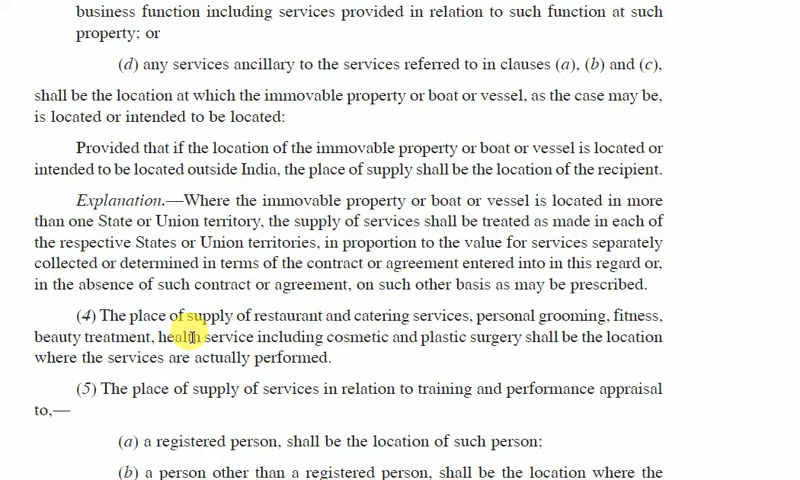 business function including services provided in relation to such function at such
property; or
(d) any services ancillary to the services referred to in clauses (a), (b) and (c),
shall be the location at which the immovable property or boat or vessel, as the case may be,
is located or intended to be located:
Provided that if the location of the immovable property or boat or vessel is located or
intended to be located outside India, the place of supply shall be the location of the recipient.
Explanation.—Where the immovable property or boat or vessel is located in more
than one State or Union territory, the supply of services shall be treated as made in each of
the respective States or Union territories, in proportion to the value for services separately
collected or determined in terms of the contract or agreement entered into in this regard or,
in the absence of such contract or agreement, on such other basis as may be prescribed.
(4) The place of supply of restaurant and catering services, personal grooming, fitness,
beauty treatment, health service including cosmetic and plastic surgery shall be the location
where the services are actually performed.
(5) The place of supply of services in relation to training and performance appraisal
to,—
(a) a registered person, shall be the location of such person;
(b) a person other than a registered person, shall be the location where the